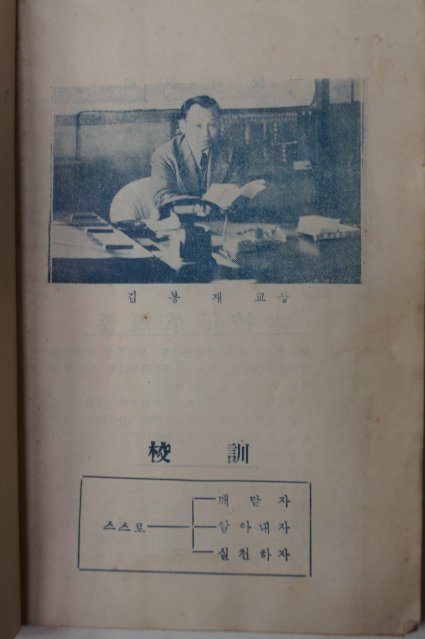 김 봉 재 교 장
校 訓
스스로
깨 닫 자
알 아 내 자
실 천 하 자